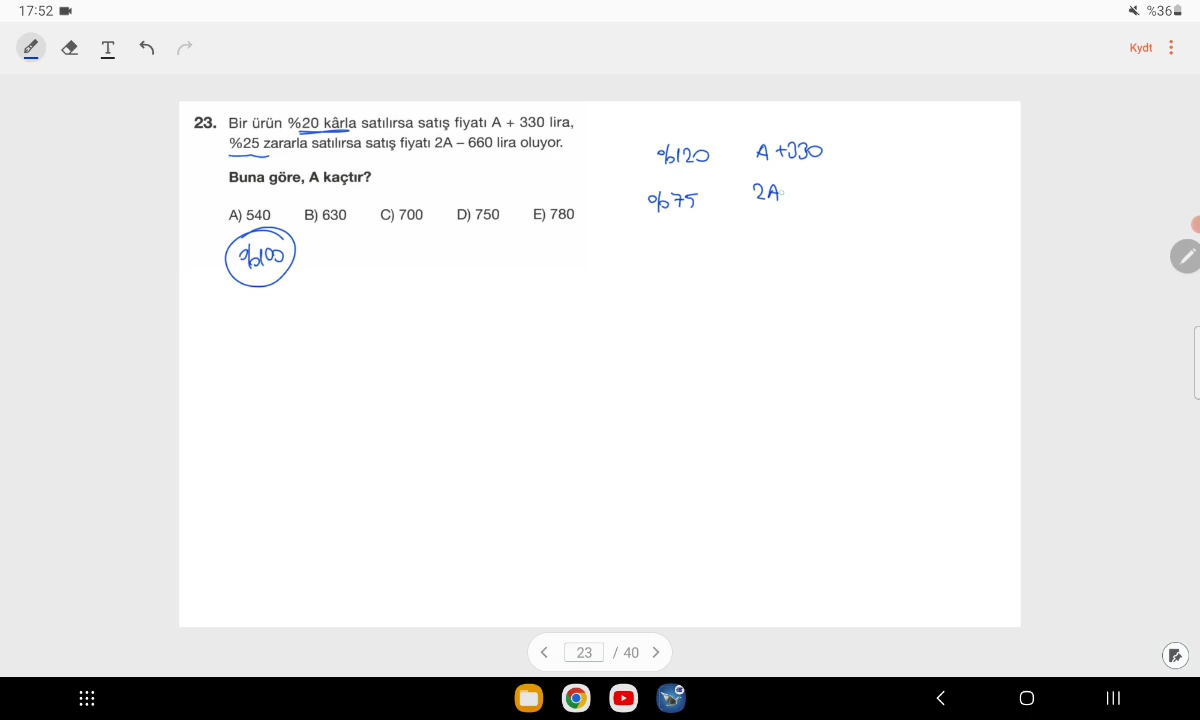 17:52 %36
T Kydt
23. Bir ürün %20 kârla satılırsa satış fiyatı A + 330 lira,
%25 zararla satılırsa satış fiyatı 2A – 660 lira oluyor.
Buna göre, A kaçtır?
A) 540 B) 630 C) 700 D) 750 E) 780
%100
%120 A +330
%75 2A
23 / 40